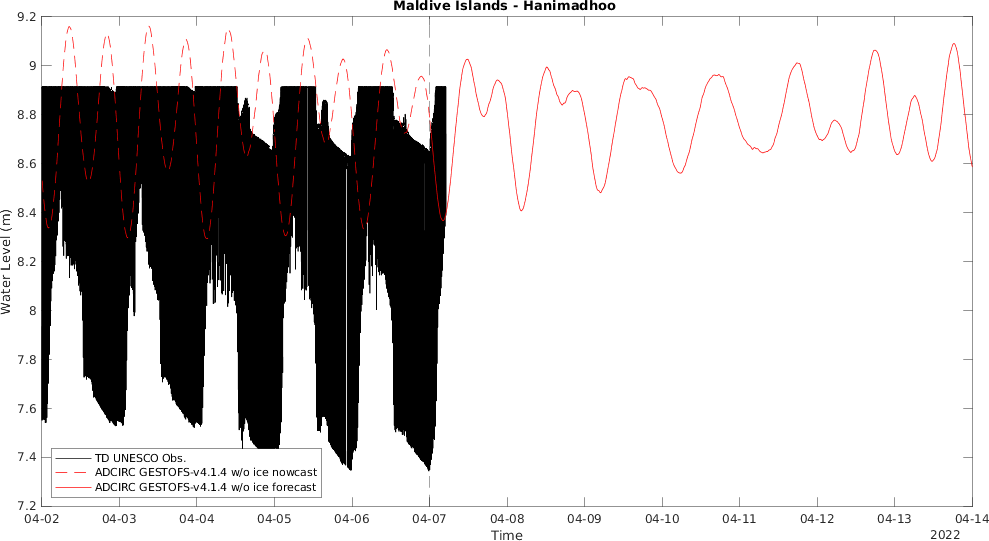 Maldive Islands - Hanimadhoo
Water Level (m)
9.2
9
8.8
8.6
8.4
8.2
8
7.8
7.6
7.4
7.2
TD UNESCO Obs.
ADCIRC GESTOFS-v4.1.4 w/o ice nowcast
ADCIRC GESTOFS-v4.1.4 w/o ice forecast
04-02 04-03 04-04 04-05 04-06 04-07 04-08 04-09 04-10 04-11 04-12 04-13 04-14
Time
2022